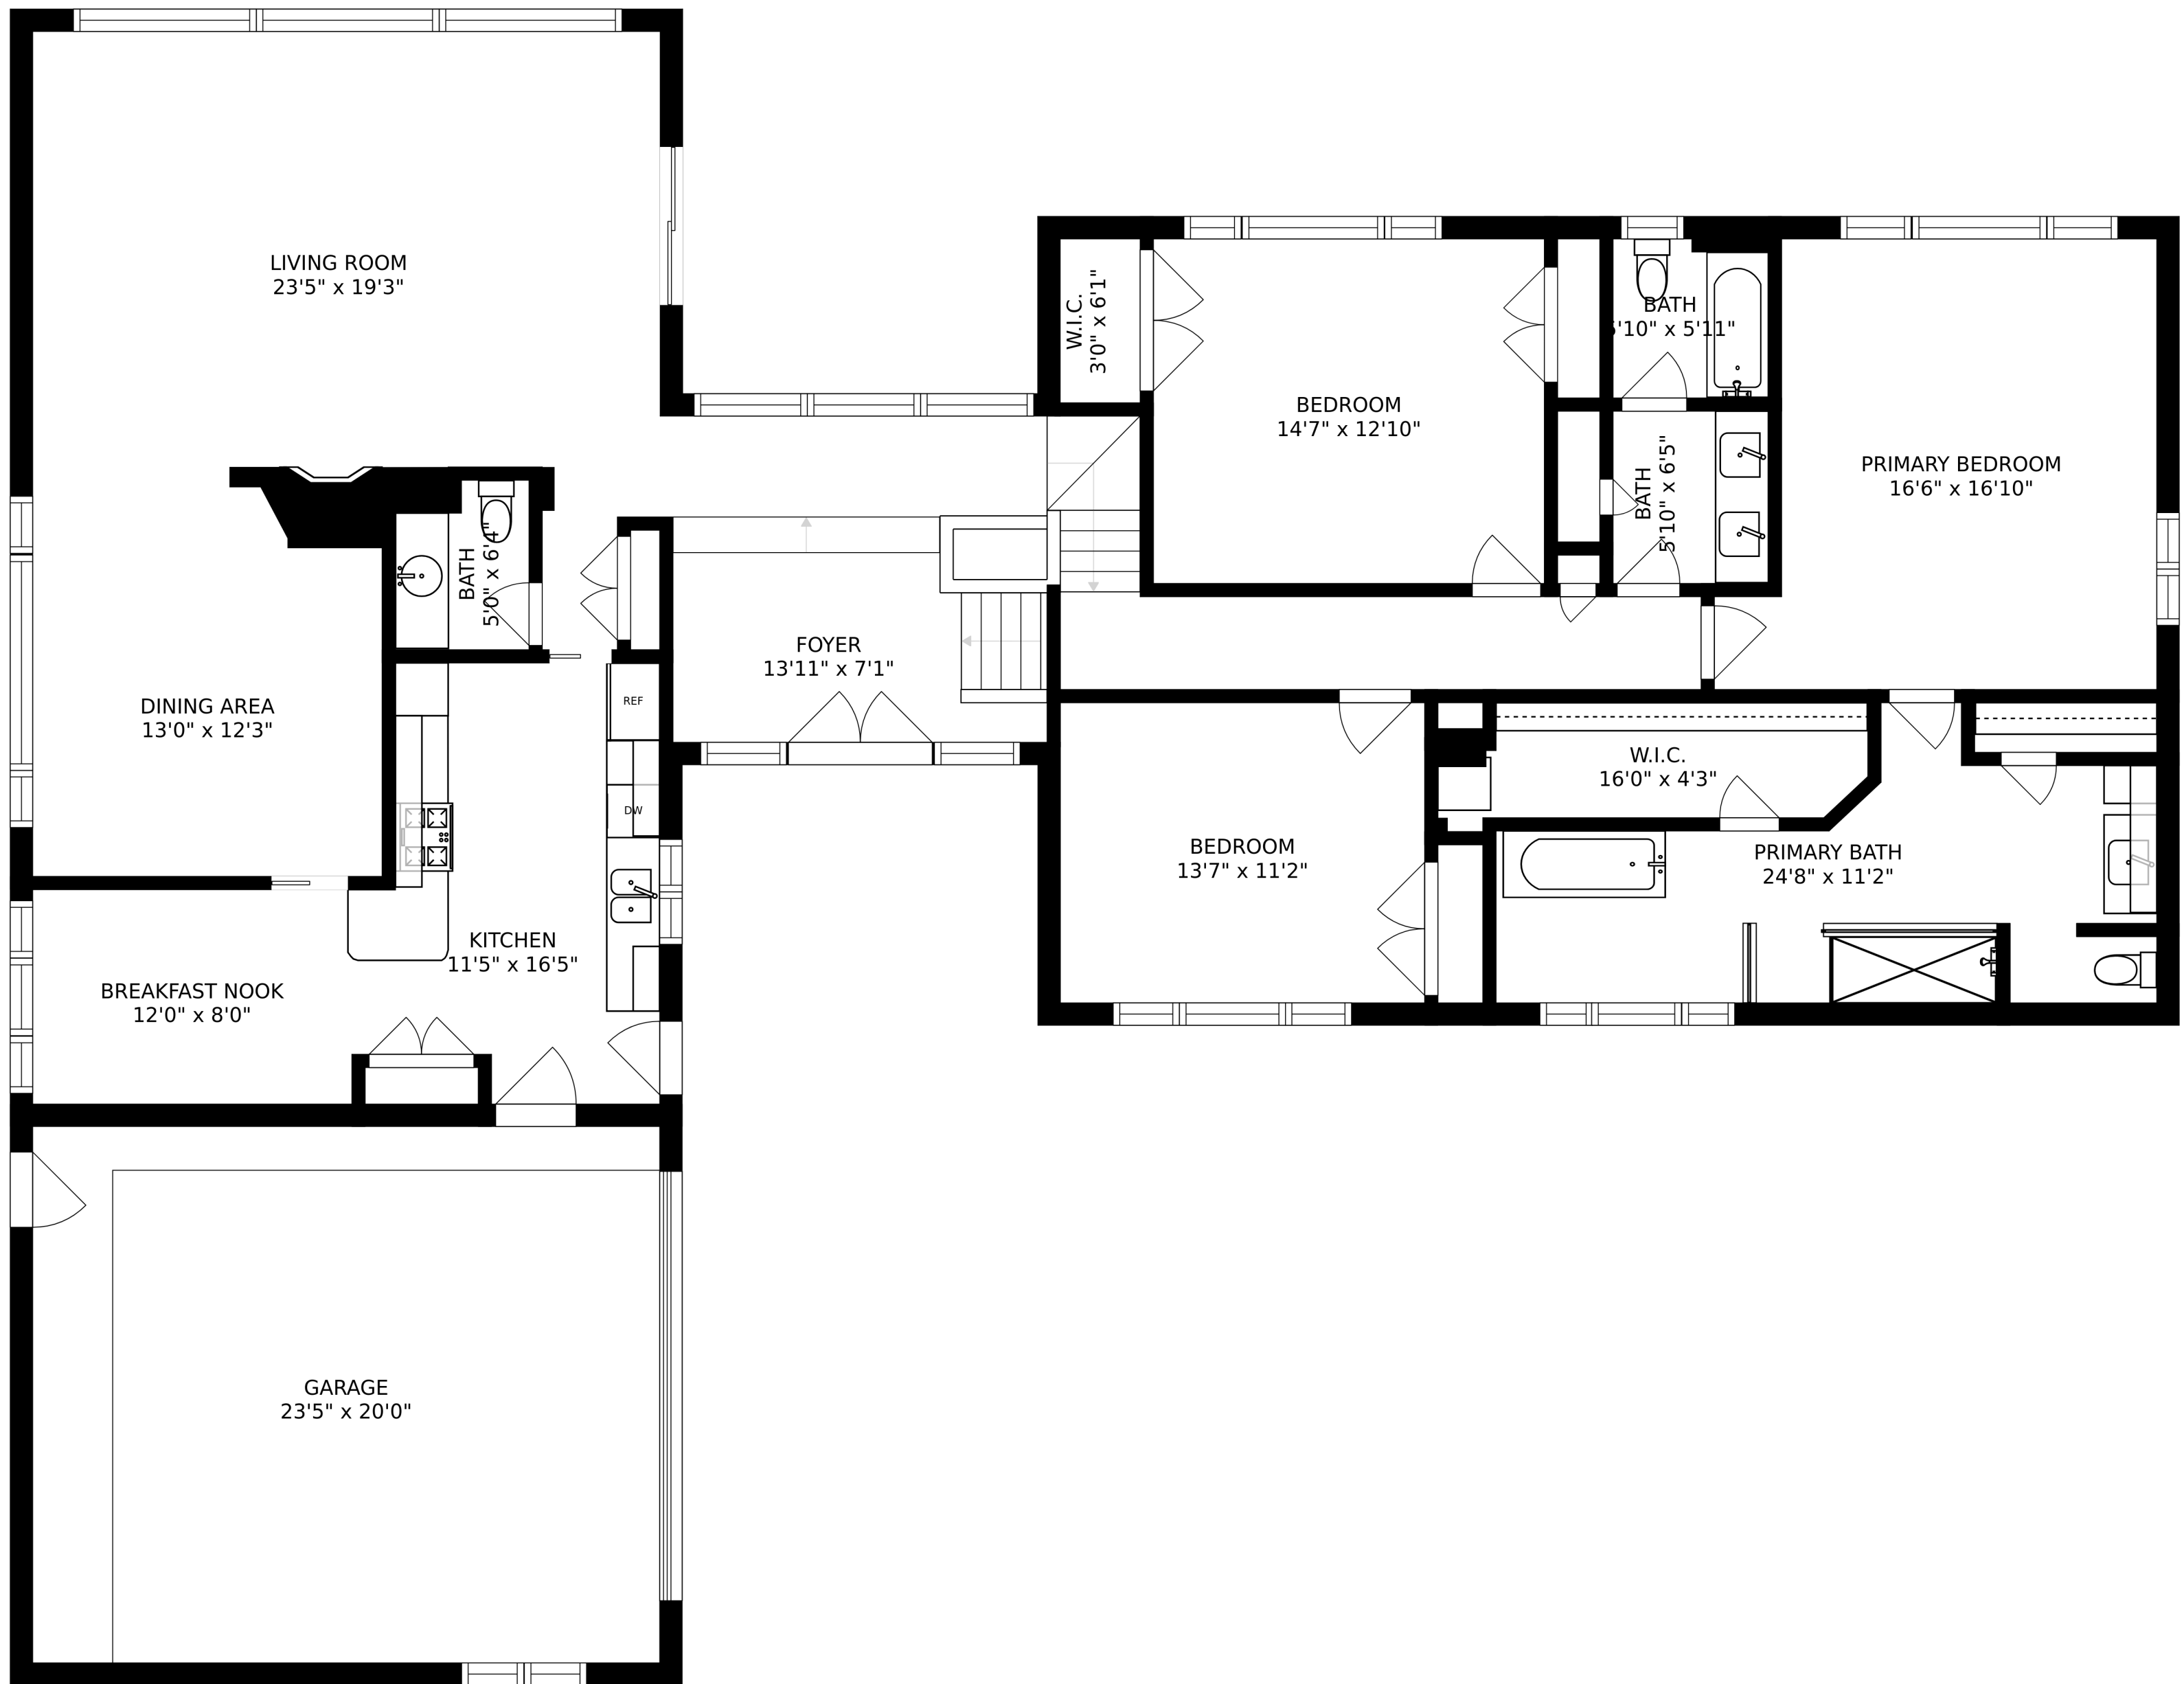 LIVING ROOM
23'5" x 19'3"
W.I.C.
3'0" x 6'1"
BEDROOM
14'7" x 12'10"
BATH
5'10" x 5'11"
BATH
5'10" x 6'5"
PRIMARY BEDROOM
16'6" x 16'10"
BATH
5'0" x 6'4"
FOYER
13'11" x 7'1"
DINING AREA
13'0" x 12'3"
REF
DW
KITCHEN
11'5" x 16'5"
BREAKFAST NOOK
12'0" x 8'0"
BEDROOM
13'7" x 11'2"
W.I.C.
16'0" x 4'3"
PRIMARY BATH
24'8" x 11'2"
GARAGE
23'5" x 20'0"